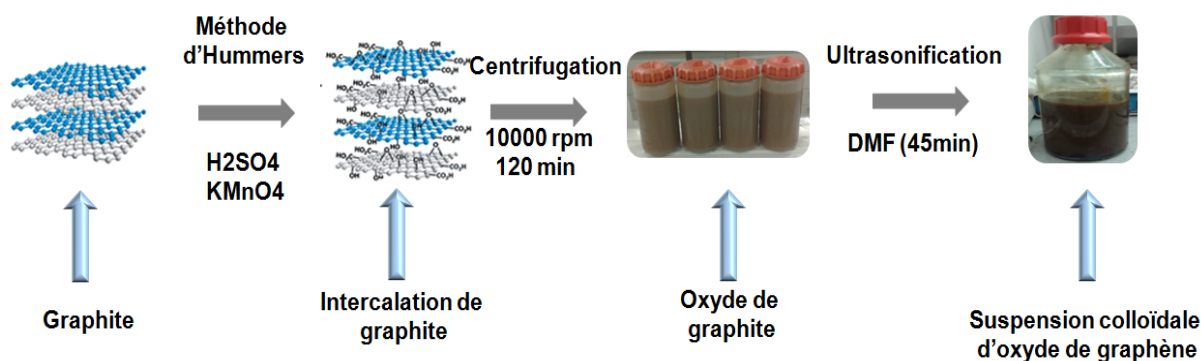 Méthode
d'Hummers
H2SO4
KMnO4
Centrifugation
10000 rpm
120 min
Ultrasonification
DMF (45min)
Graphite
Intercalation de
graphite
Oxyde de
graphite
Suspension colloïdale
d'oxyde de graphène